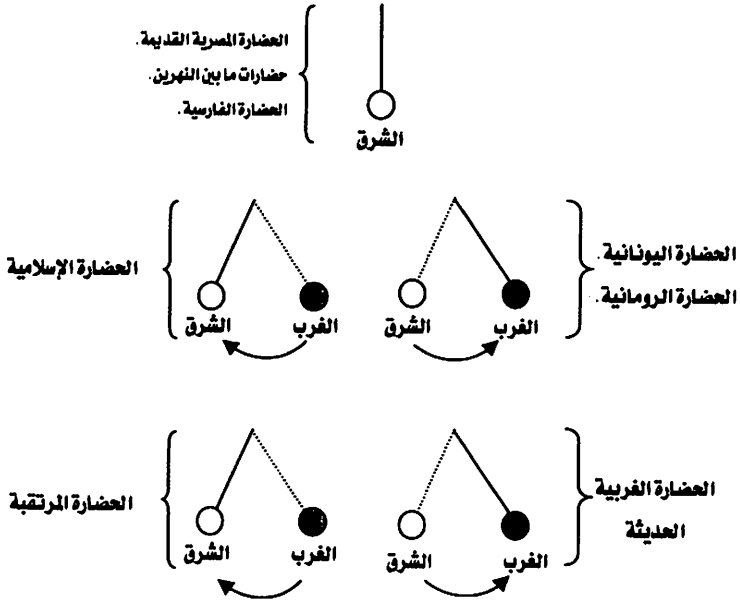 الحضارة المصرية القديمة.
حضارات ما بين النهرين.
الحضارة الفارسية.
الشرق
الحضارة اليونانية.
الحضارة الرومانية.
الغرب
الشرق
الغرب
الشرق
الحضارة الإسلامية
الحضارة الغربية
الحديثة
الغرب
الشرق
الغرب
الشرق
الحضارة المرتقبة